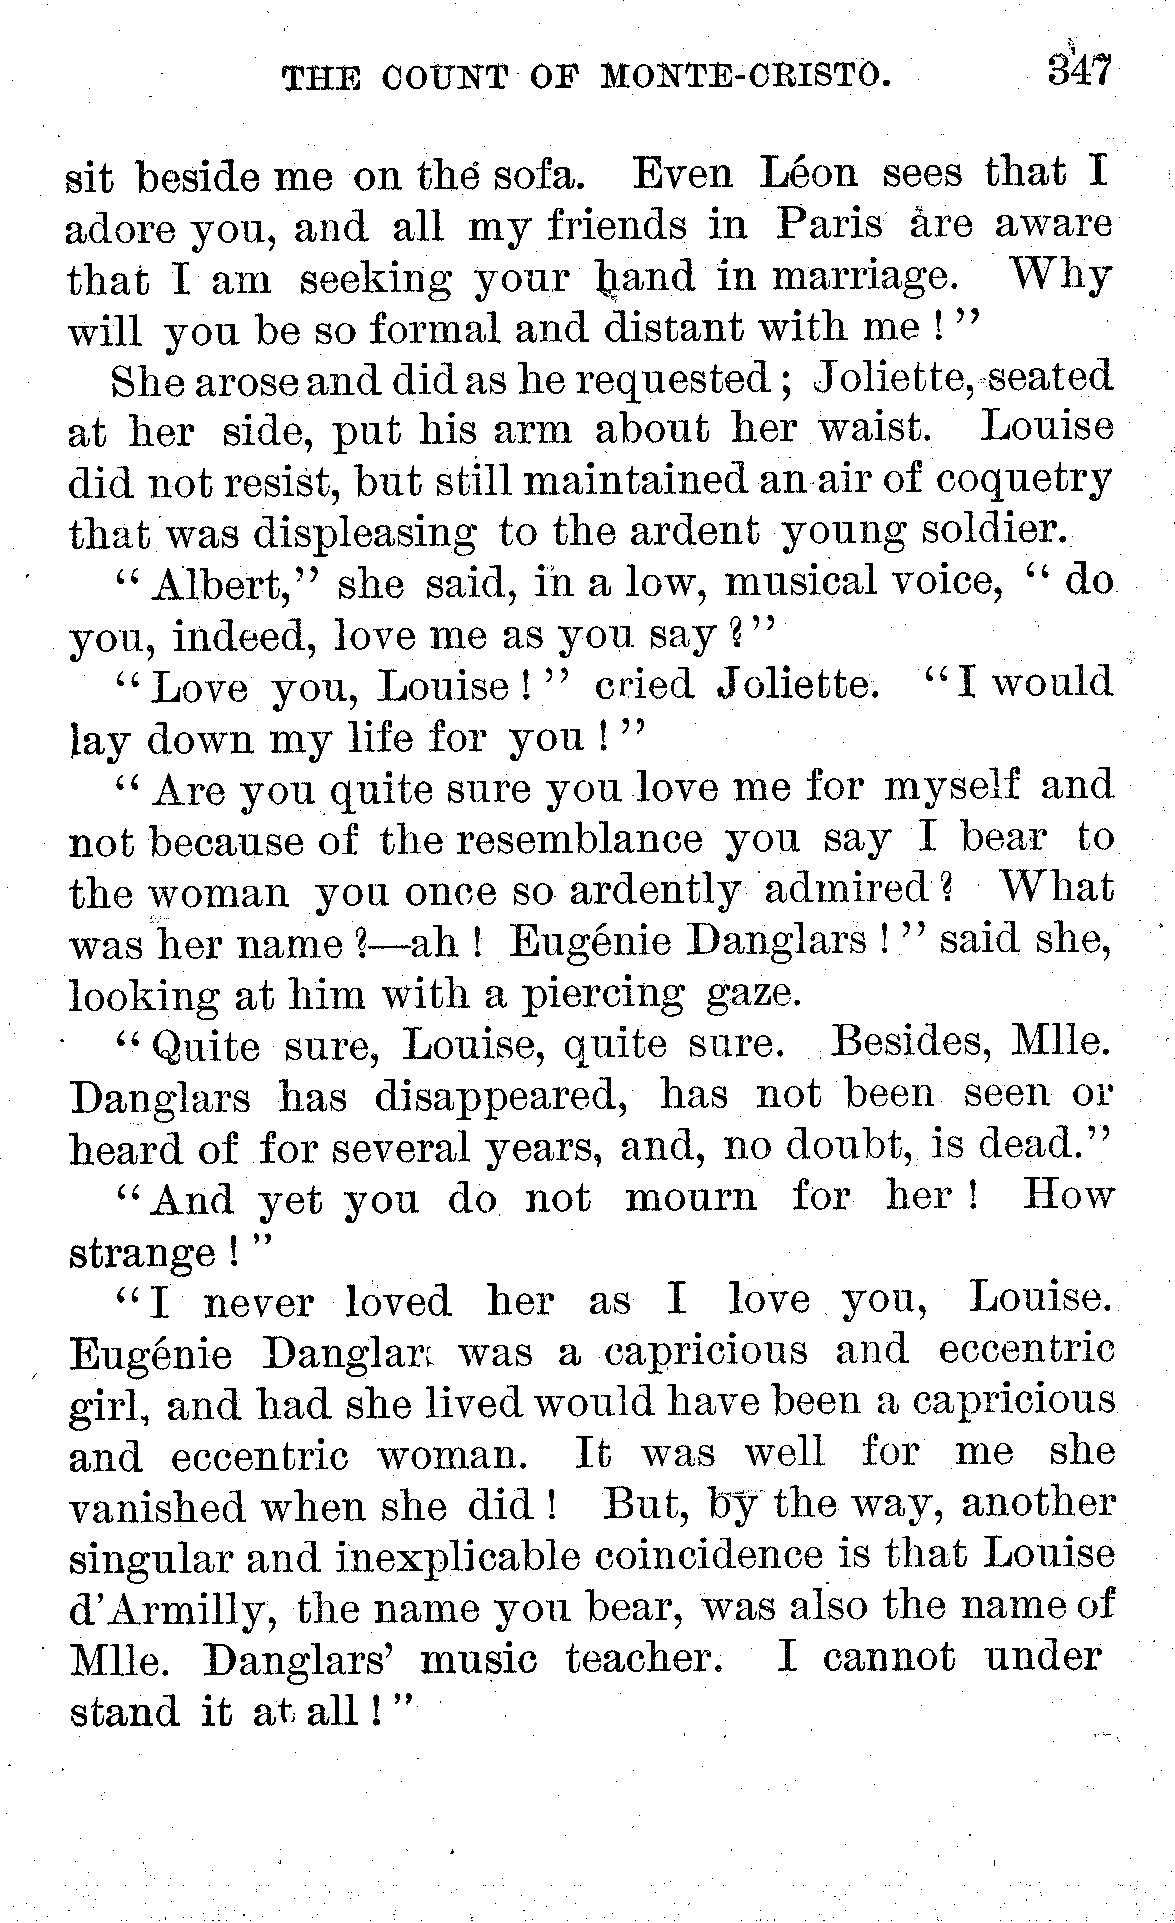 THE COUNT OF MONTE-CRISTO. 347
sit beside me on the sofa. Even Léon sees that I
adore you, and all my friends in Paris are aware
that I am seeking your hand in marriage. Why
will you be so formal and distant with me ! ”
She arose and did as he requested ; Joliette, seated
at her side, put his arm about her waist. Louise
did not resist, but still maintained an air of coquetry
that was displeasing to the ardent young soldier.
“ Albert,” she said, in a low, musical voice, “ do
you, indeed, love me as you say ? ”
“ Love you, Louise ! ” cried Joliette. “ I would
lay down my life for you ! ”
“ Are you quite sure you love me for myself and
not because of the resemblance you say I bear to
the woman you once so ardently admired ? What
was her name ?—ah ! Eugénie Danglars ! ” said she,
looking at him with a piercing gaze.
“ Quite sure, Louise, quite sure. Besides, Mlle.
Danglars has disappeared, has not been seen or
heard of for several years, and, no doubt, is dead.”
“ And yet you do not mourn for her ! How
strange ! ”
“ I never loved her as I love you, Louise.
Eugénie Danglars was a capricious and eccentric
girl, and had she lived would have been a capricious
and eccentric woman. It was well for me she
vanished when she did ! But, by the way, another
singular and inexplicable coincidence is that Louise
d’Armilly, the name you bear, was also the name of
Mlle. Danglars’ music teacher. I cannot under
stand it at all ! ”